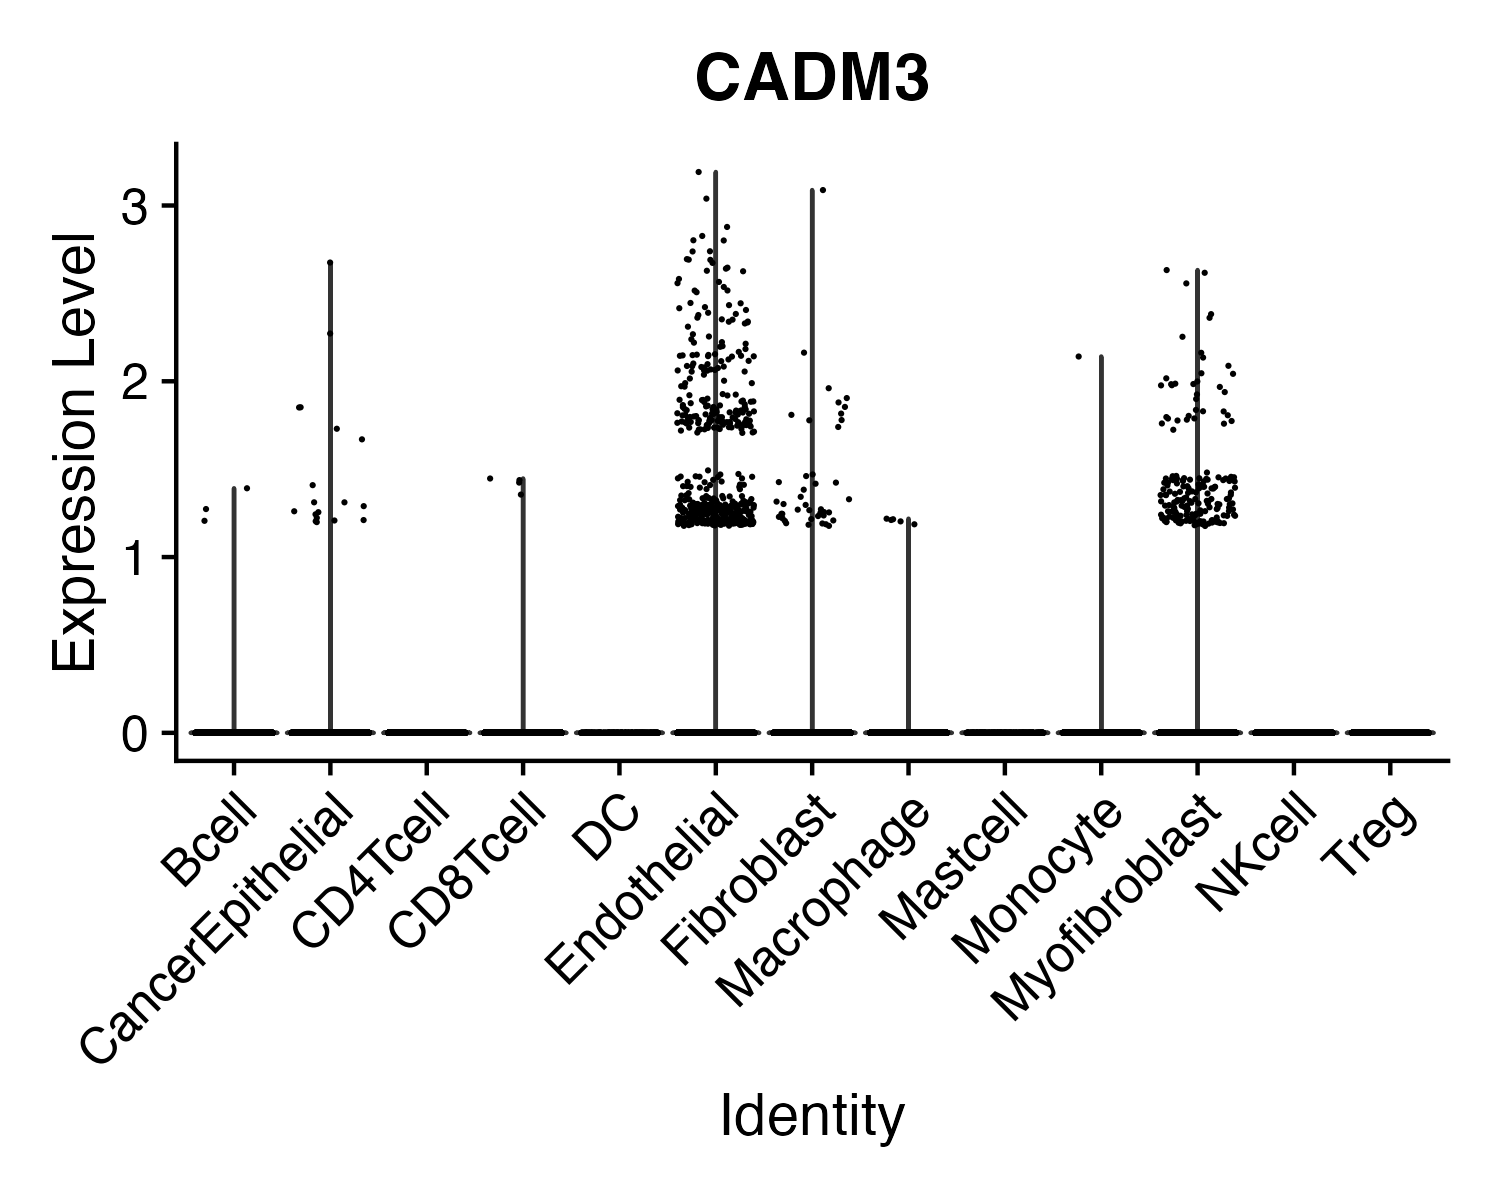 CADM3
Expression Level
3
2
1
0
Bcell
CancerEpithelial
CD4Tcell
CD8Tcell
DC
Endothelial
Fibroblast
Macrophage
Mastcell
Monocyte
Myofibroblast
NKcell
Treg
Identity